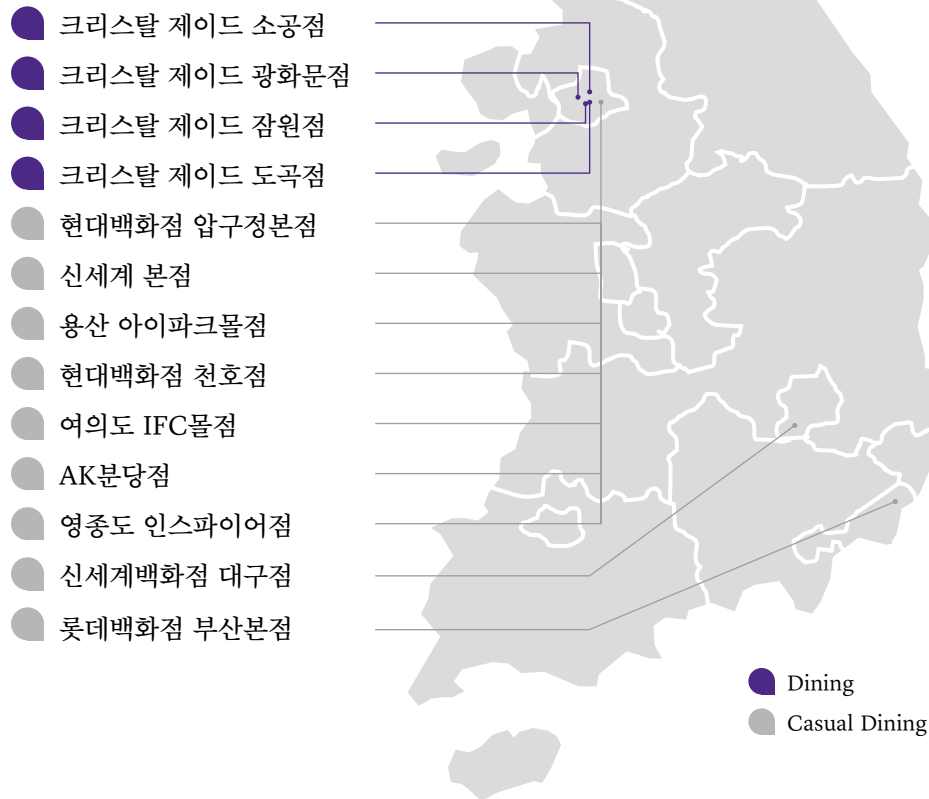 크리스탈 제이드 소공점
크리스탈 제이드 광화문점
크리스탈 제이드 잠원점
크리스탈 제이드 도곡점
현대백화점 압구정본점
신세계 본점
용산 아이파크몰점
현대백화점 천호점
여의도 IFC몰점
AK분당점
영종도 인스파이어점
신세계백화점 대구점
롯데백화점 부산본점
Dining
Casual Dining